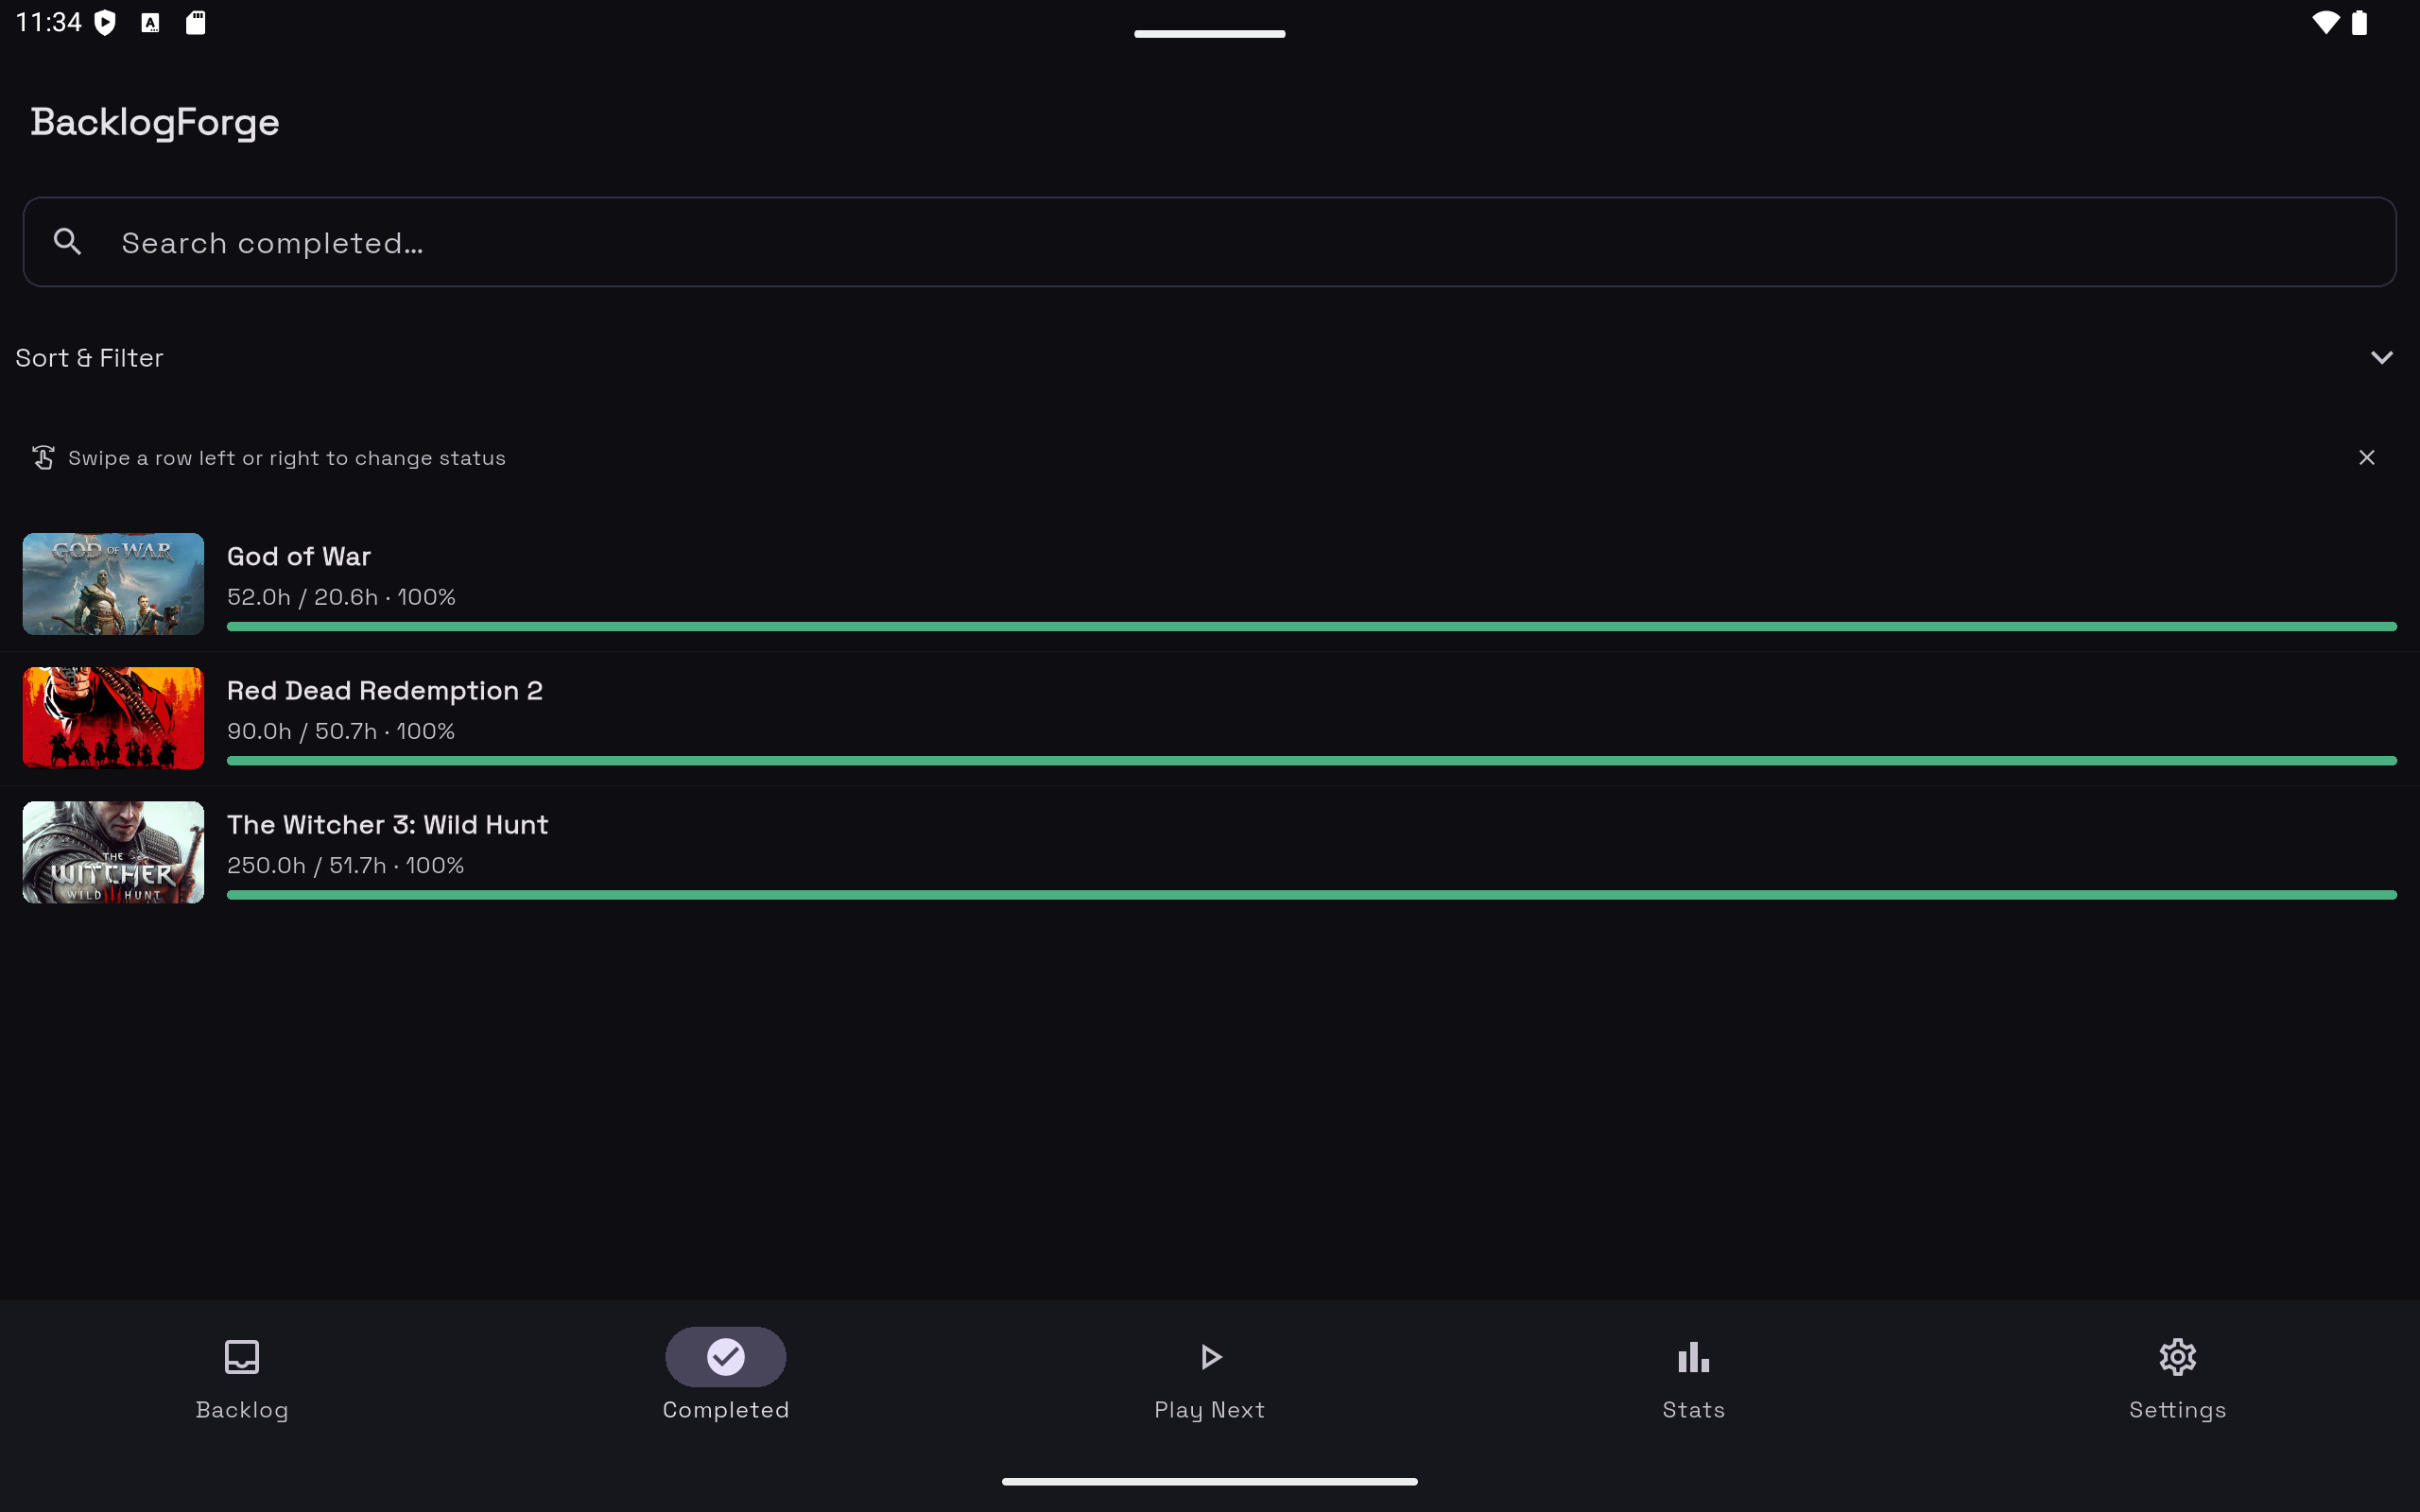 11:34
BacklogForge
Search completed...
Sort & Filter
Swipe a row left or right to change status
GOD OF WAR
God of War
52.0h / 20.6h · 100%
Red Dead Redemption 2
90.0h / 50.7h · 100%
THE
WITCHER
WILD HUNT
The Witcher 3: Wild Hunt
250.0h / 51.7h · 100%
Backlog
Completed
Play Next
Stats
Settings